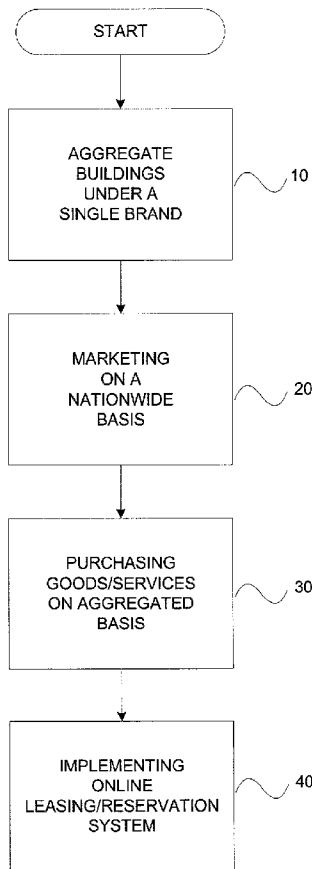 START
AGGREGATE
BUILDINGS
UNDER A
SINGLE BRAND
10
MARKETING
ON A
NATIONWIDE
BASIS
20
PURCHASING
GOODS/SERVICES
ON AGGREGATED
BASIS
30
IMPLEMENTING
ONLINE
LEASING/RESERVATION
SYSTEM
40